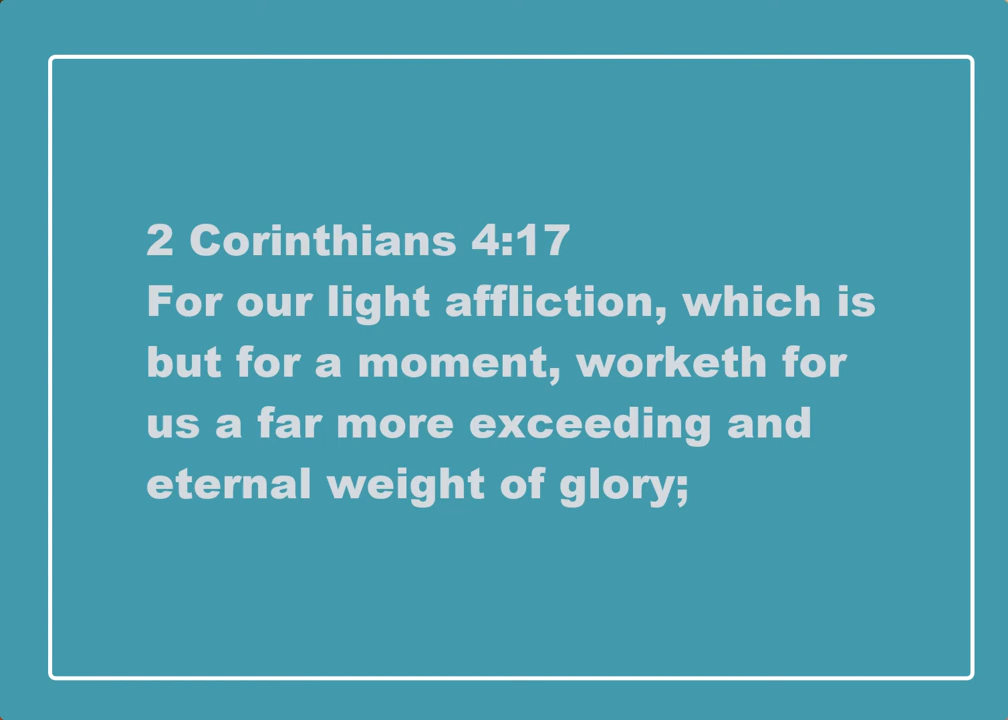 2 Corinthians 4:17
For our light affliction, which is
but for a moment, worketh for
us a far more exceeding and
eternal weight of glory;